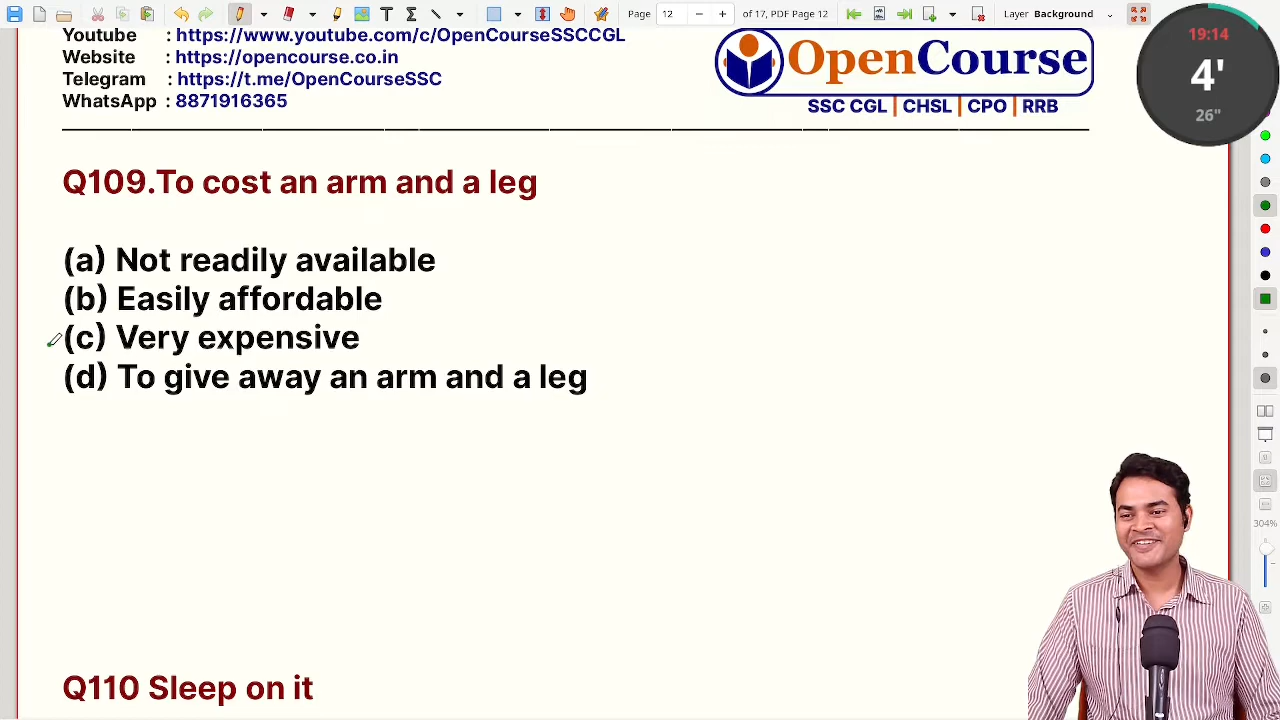 Page 12 of 17, PDF Page 12 Layer Background
19:14
4'
26"
Youtube : https://www.youtube.com/c/OpenCourseSSCCGL
Website : https://opencourse.co.in
Telegram : https://t.me/OpenCourseSSC
WhatsApp : 8871916365
OpenCourse
SSC CGL | CHSL | CPO | RRB
Q109.To cost an arm and a leg
(a) Not readily available
(b) Easily affordable
(c) Very expensive
(d) To give away an arm and a leg
304%
Q110 Sleep on it